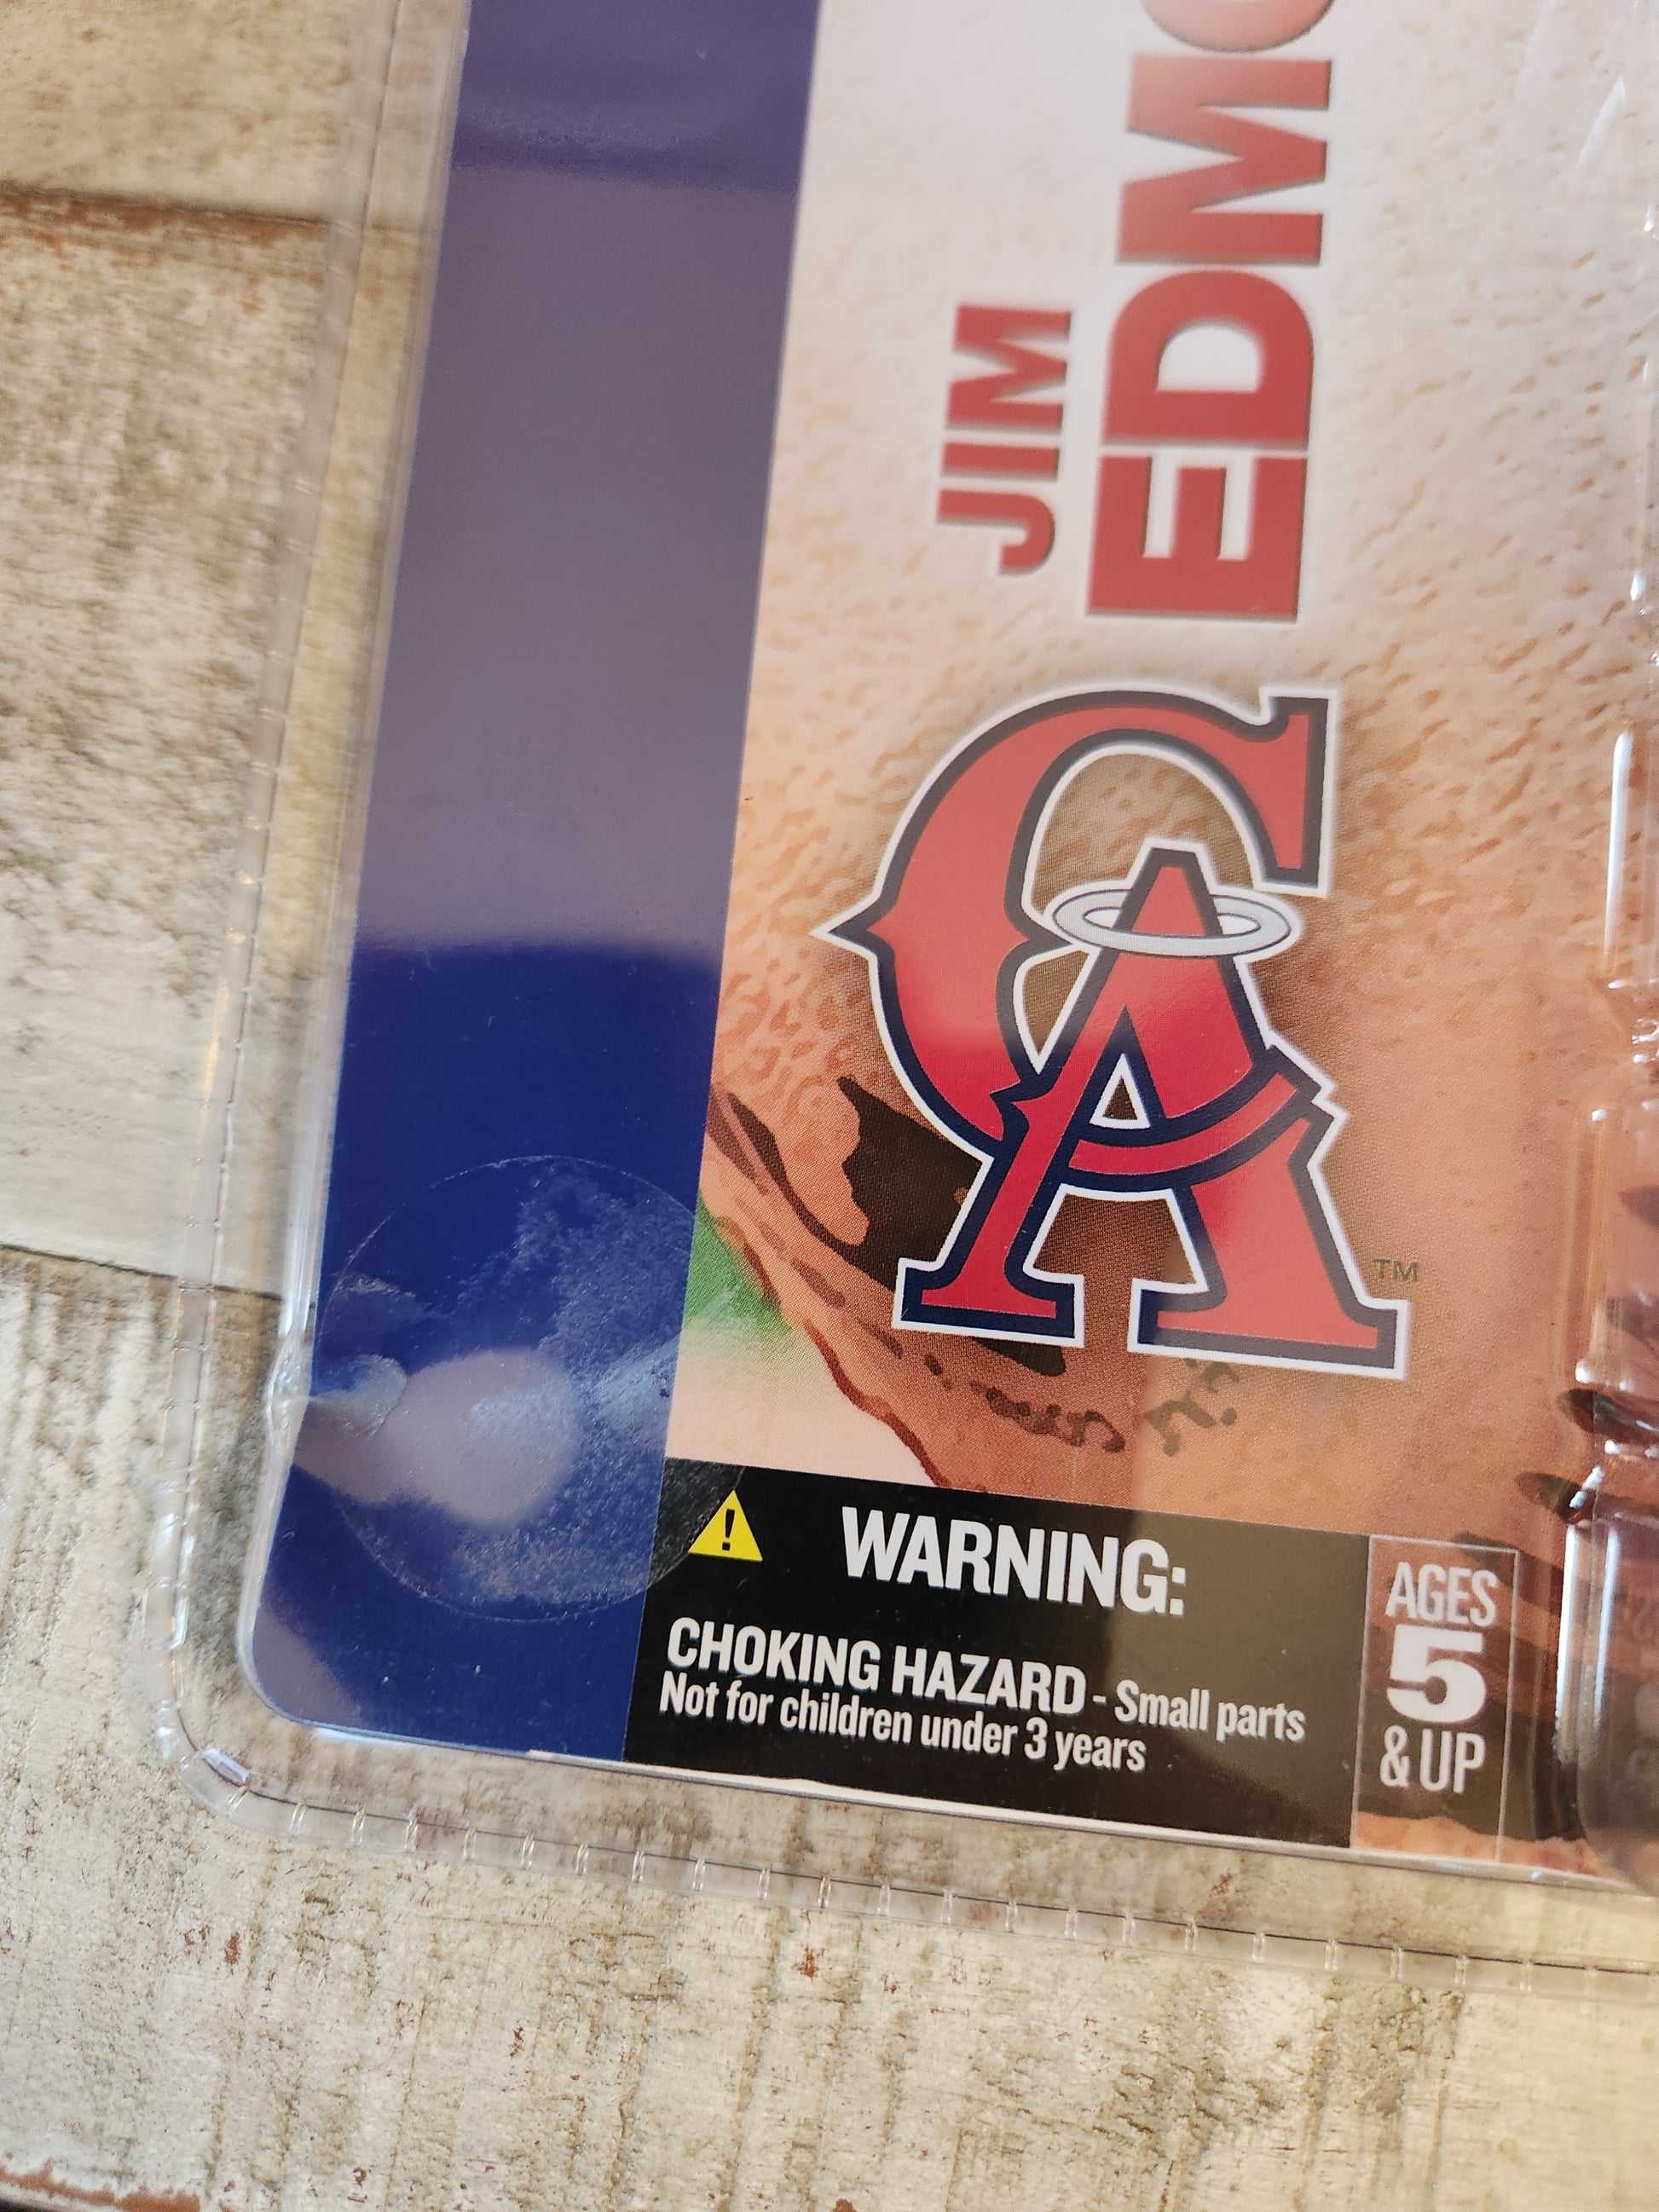 JIM
EDMO
CA
TM
WARNING:
CHOKING HAZARD - Small parts
Not for children under 3 years
AGES
5
& UP